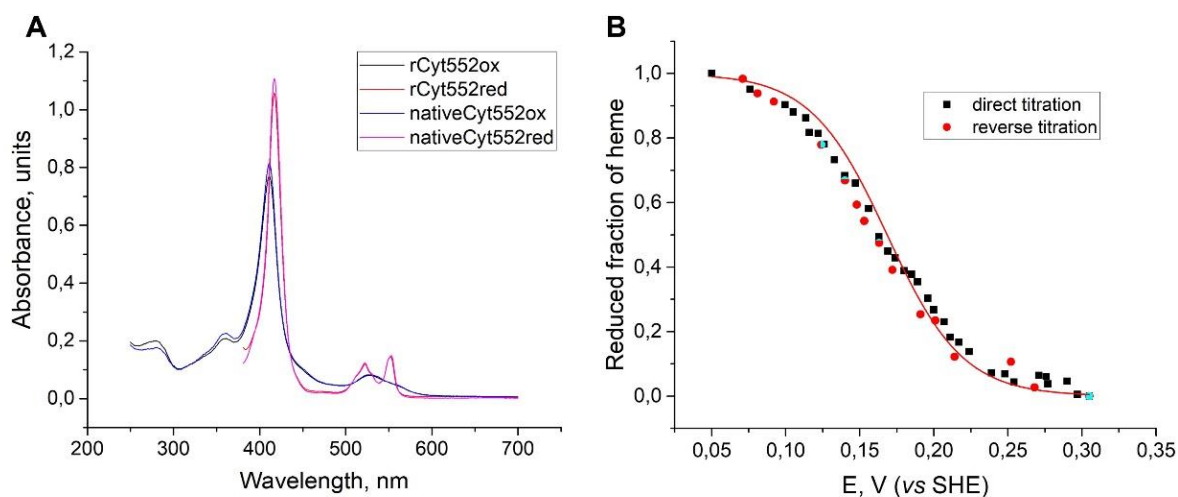 A
1,2
1,0
0,8
0,6
0,4
0,2
0,0
Absorbance, units
200 300 400 500 600 700
Wavelength, nm
rCyt552ox
rCyt552red
nativeCyt552ox
nativeCyt552red
B
1,0
0,8
0,6
0,4
0,2
0,0
Reduced fraction of heme
0,05 0,10 0,15 0,20 0,25 0,30 0,35
E, V (vs SHE)
direct titration
reverse titration